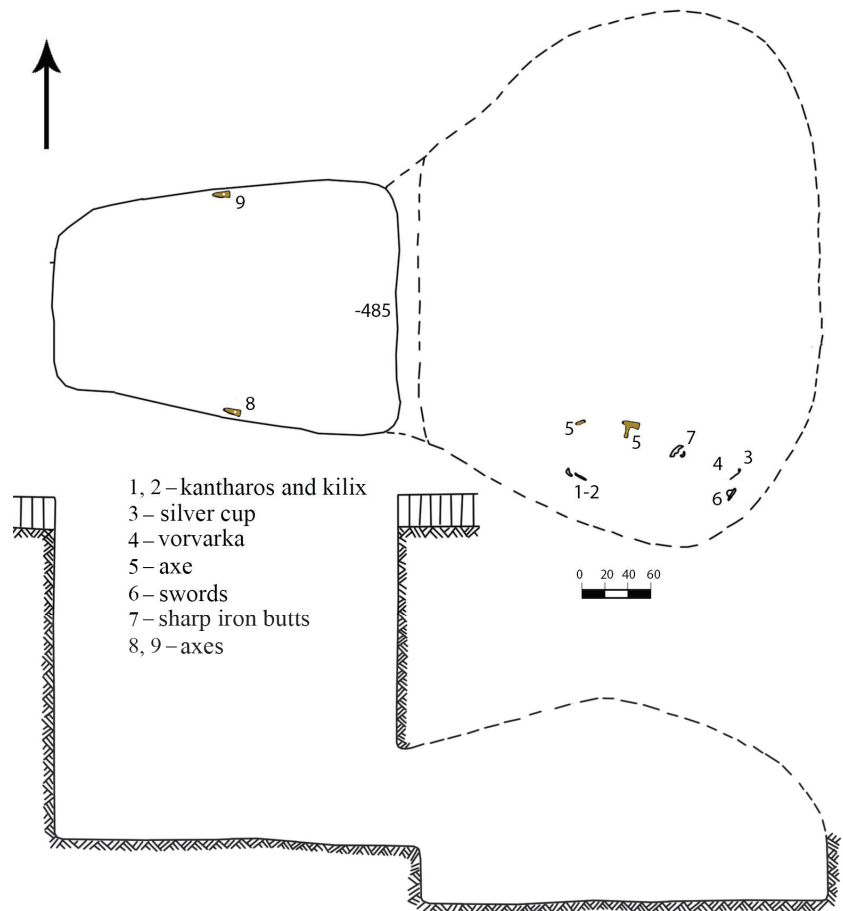 9
-485
8
5
5
7
4
3
1-2
6
1, 2 – kantharos and kilix
3 – silver cup
4 – vorvarka
5 – axe
6 – swords
7 – sharp iron butts
8, 9 – axes
0 20 40 60